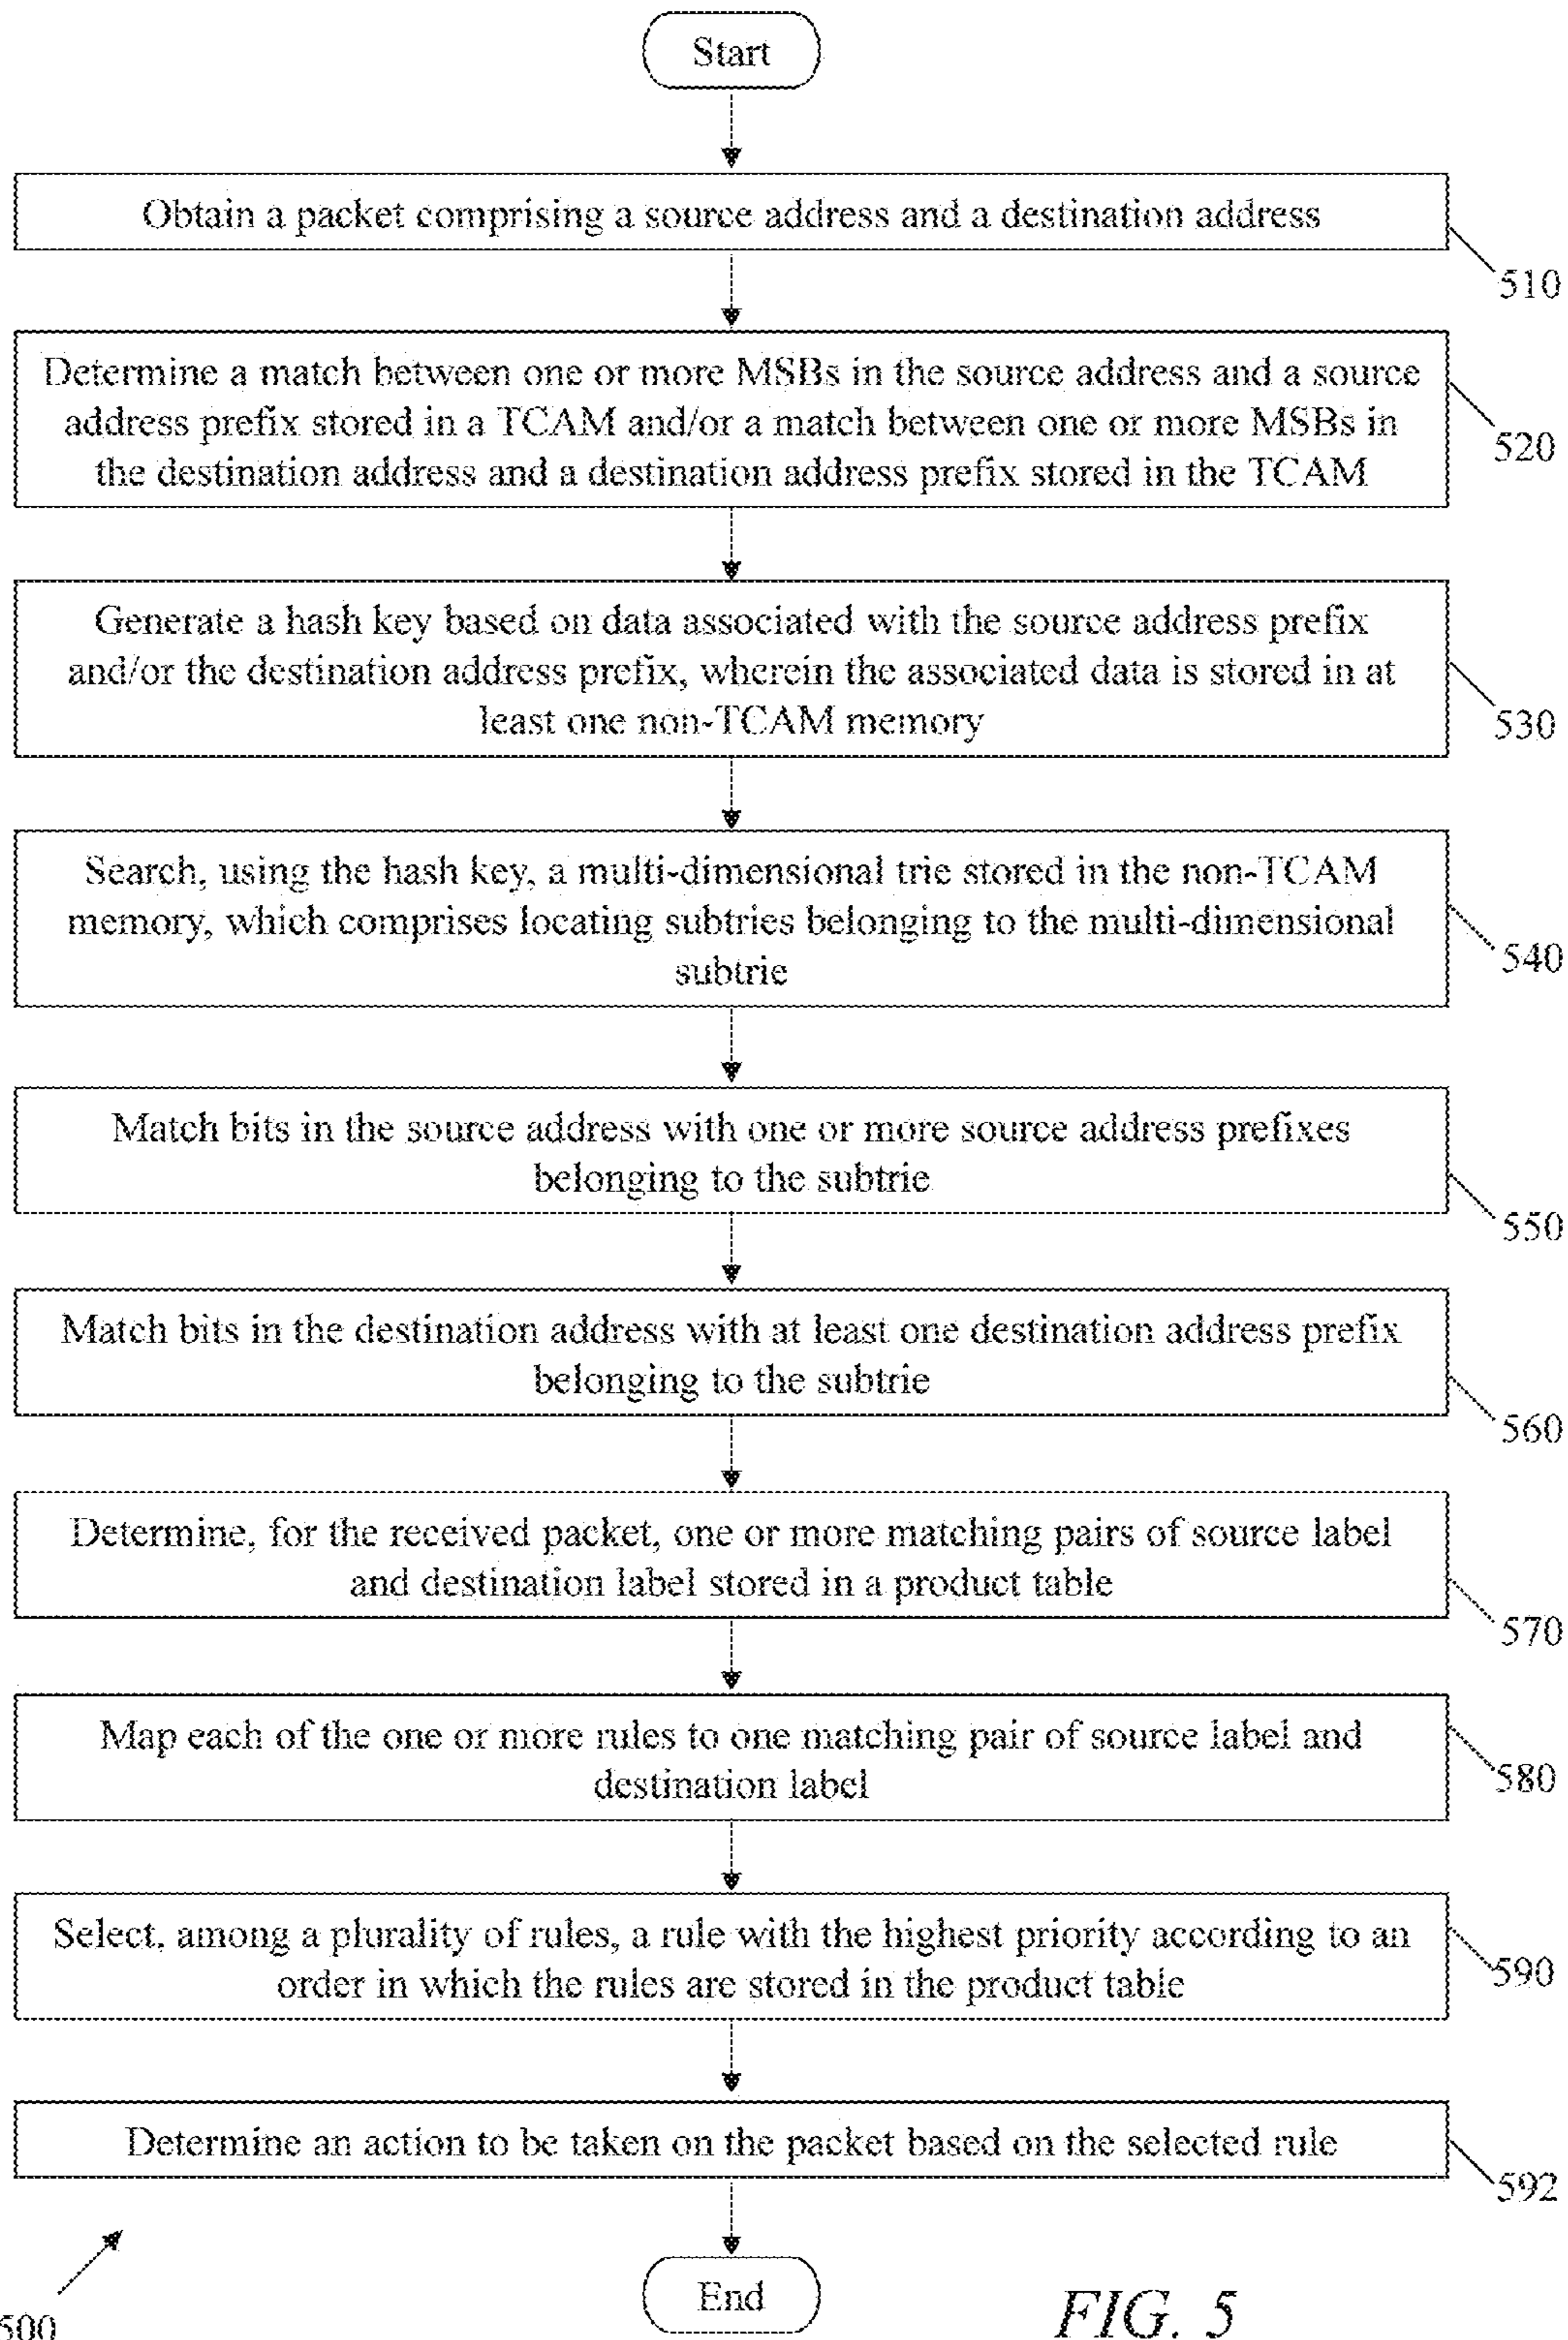 Start
Obtain a packet comprising a source address and a destination address
510
Determine a match between one or more MSBs in the source address and a source
address prefix stored in a TCAM and/or a match between one or more MSBs in
the destination address and a destination address prefix stored in the TCAM
520
Generate a hash key based on data associated with the source address prefix
and/or the destination address prefix, wherein the associated data is stored in at
least one non-TCAM memory
530
Search, using the hash key, a multi-dimensional trie stored in the non-TCAM
memory, which comprises locating subtries belonging to the multi-dimensional
subtrie
540
Match bits in the source address with one or more source address prefixes
belonging to the subtrie
550
Match bits in the destination address with at least one destination address prefix
belonging to the subtrie
560
Determine, for the received packet, one or more matching pairs of source label
and destination label stored in a product table
570
Map each of the one or more rules to one matching pair of source label and
destination label
580
Select, among a plurality of rules, a rule with the highest priority according to an
order in which the rules are stored in the product table
590
Determine an action to be taken on the packet based on the selected rule
592
End
500
FIG. 5